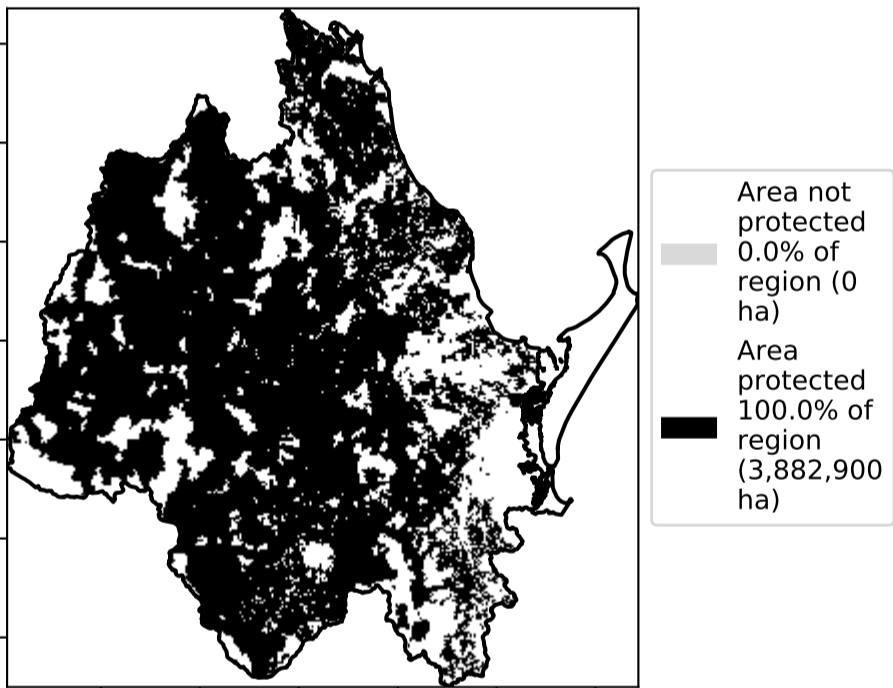 Area not
protected
0.0% of
region (0
ha)
Area
protected
100.0% of
region
(3,882,900
ha)